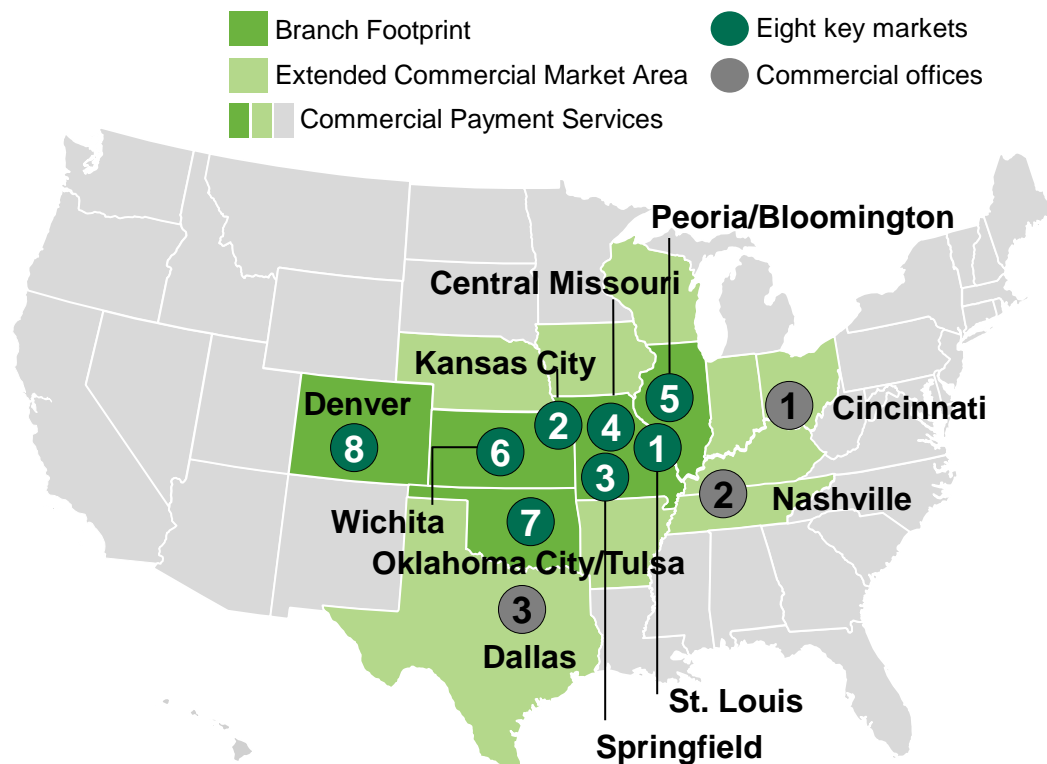 Branch Footprint
Eight key markets
Extended Commercial Market Area
Commercial offices
Commercial Payment Services
Peoria/Bloomington
Central Missouri
Kansas City
Denver
5
1
Cincinnati
2
4
8
6
1
3
2
Nashville
Wichita
7
Oklahoma City/Tulsa
3
Dallas
St. Louis
Springfield